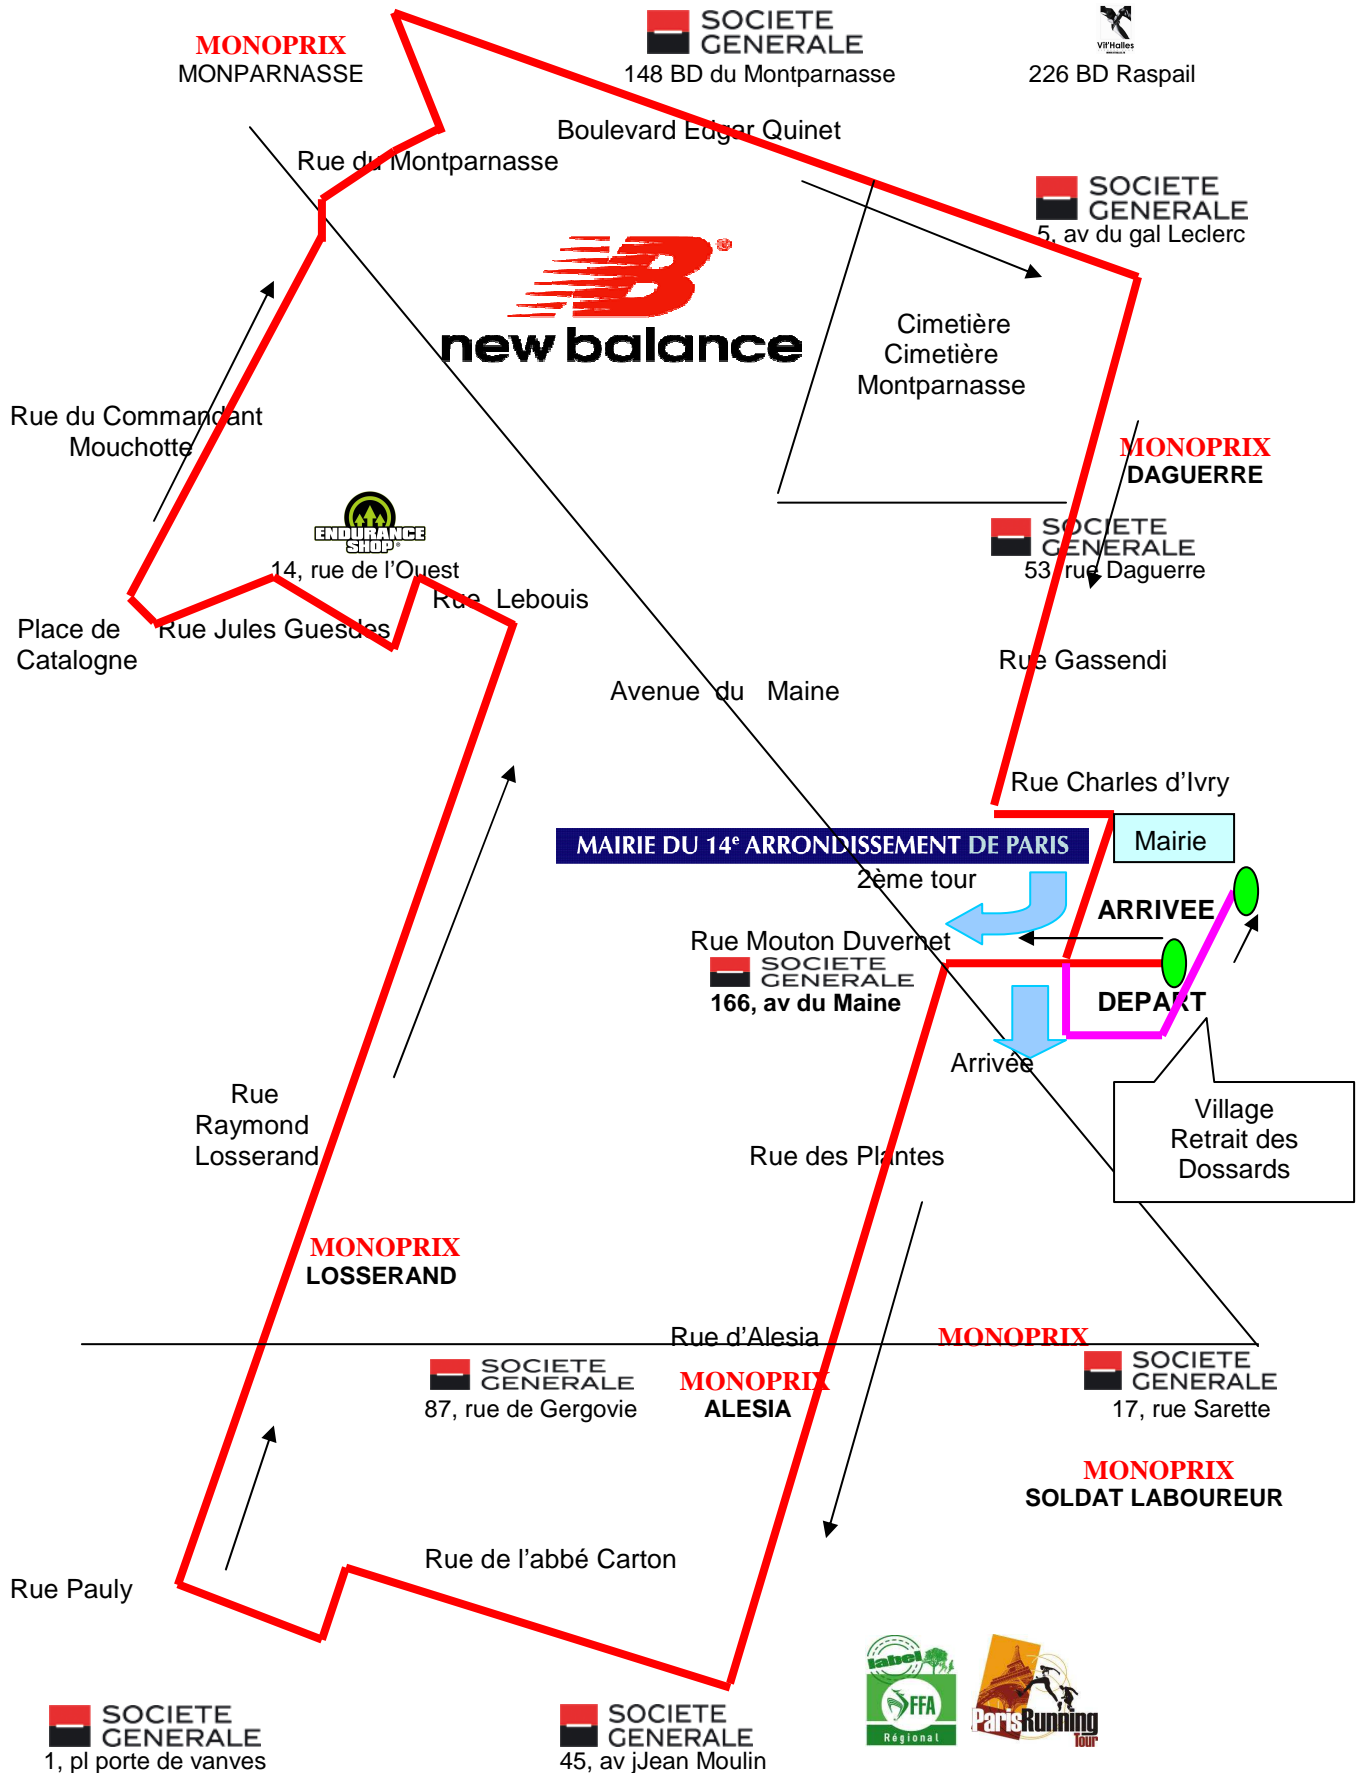 SOCIETE
GENERALE
148 BD du Montparnasse
MONOPRIX
MONPARNASSE
Vit'Halles
226 BD Raspail
Boulevard Edgar Quinet
Rue du Montparnasse
SOCIETE
GENERALE
5, av du gal Leclerc
new balance
Cimetière
Cimetière
Montparnasse
Rue du Commandant
Mouchotte
MONOPRIX
DAGUERRE
ENDURANCE
SHOP
14, rue de l'Ouest
SOCIETE
GENERALE
53, rue Daguerre
Rue Lebouis
Place de
Catalogne
Rue Jules Guesdes
Rue Gassendi
Avenue du Maine
Rue Charles d'Ivry
MAIRIE DU 14e ARRONDISSEMENT DE PARIS
Mairie
2ème tour
ARRIVEE
Rue Mouton Duvernet
SOCIETE
GENERALE
166, av du Maine
DEPART
Arrivée
Rue
Raymond
Losserand
Village
Retrait des
Dossards
Rue des Plantes
MONOPRIX
LOSSERAND
Rue d'Alesia
MONOPRIX
SOCIETE
GENERALE
87, rue de Gergovie
MONOPRIX
ALESIA
SOCIETE
GENERALE
17, rue Sarette
MONOPRIX
SOLDAT LABOUREUR
Rue de l'abbé Carton
Rue Pauly
label
FFA
Régional
ParisRunning
Tour
SOCIETE
GENERALE
1, pl porte de vanves
SOCIETE
GENERALE
45, av jJean Moulin